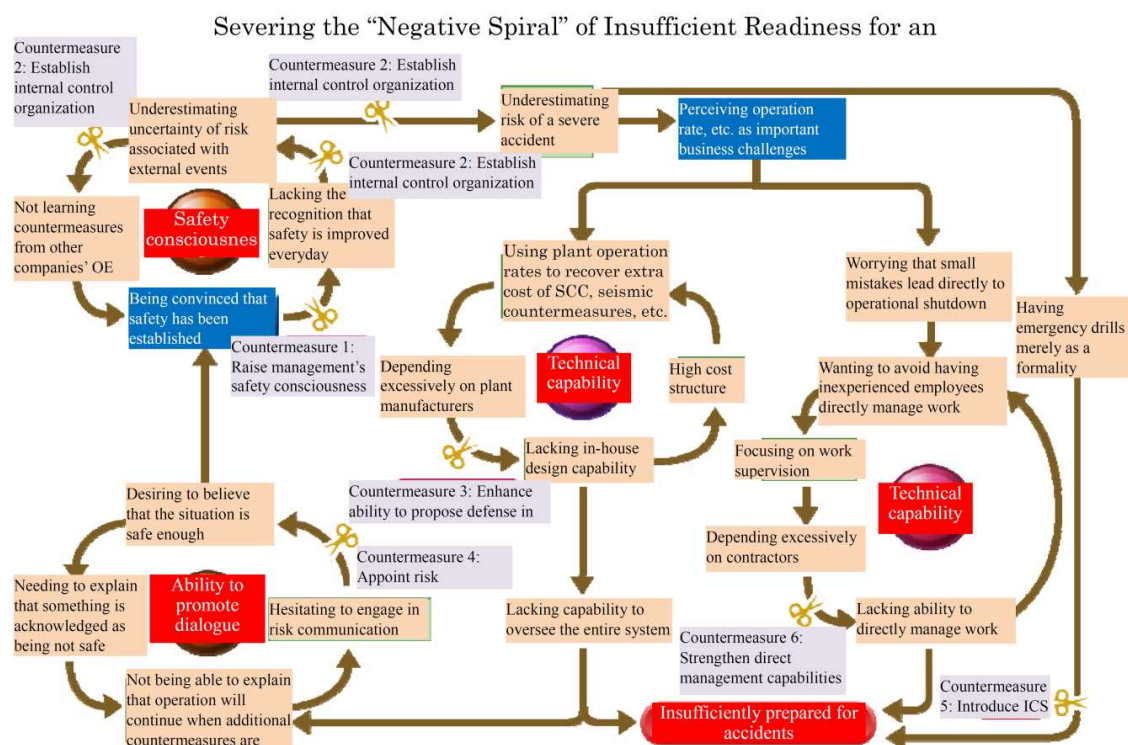 Severing the “Negative Spiral” of Insufficient Readiness for an
Countermeasure
2: Establish
internal control
organization
Countermeasure 2: Establish
internal control organization
Underestimating
uncertainty of risk
associated with
external events
Underestimating
risk of a severe
accident
Perceiving operation
rate, etc. as important
business challenges
Countermeasure 2: Establish
internal control organization
Not learning
countermeasures
from other
companies’ OE
Safety
consciousnes
Lacking the
recognition that
safety is improved
everyday
Being convinced that
safety has been
established
Countermeasure 1:
Raise management’s
safety consciousness
Using plant operation
rates to recover extra
cost of SCC, seismic
countermeasures, etc.
Worrying that small
mistakes lead directly to
operational shutdown
Having
emergency drills
merely as a
formality
Depending
excessively on plant
manufacturers
Technical
capability
High cost
structure
Wanting to avoid having
inexperienced employees
directly manage work
Lacking in-house
design capability
Focusing on work
supervision
Technical
capability
Countermeasure 3: Enhance
ability to propose defense in
Desiring to believe
that the situation is
safe enough
Countermeasure 4:
Appoint risk
Depending excessively
on contractors
Needing to explain
that something is
acknowledged as
being not safe
Ability to
promote
dialogue
Hesitating to engage in
risk communication
Lacking capability to
oversee the entire system
Lacking ability to
directly manage work
Countermeasure 6:
Strengthen direct
management capabilities
Not being able to explain
that operation will
continue when additional
countermeasures are
Insufficiently prepared for
accidents
Countermeasure
5: Introduce ICS